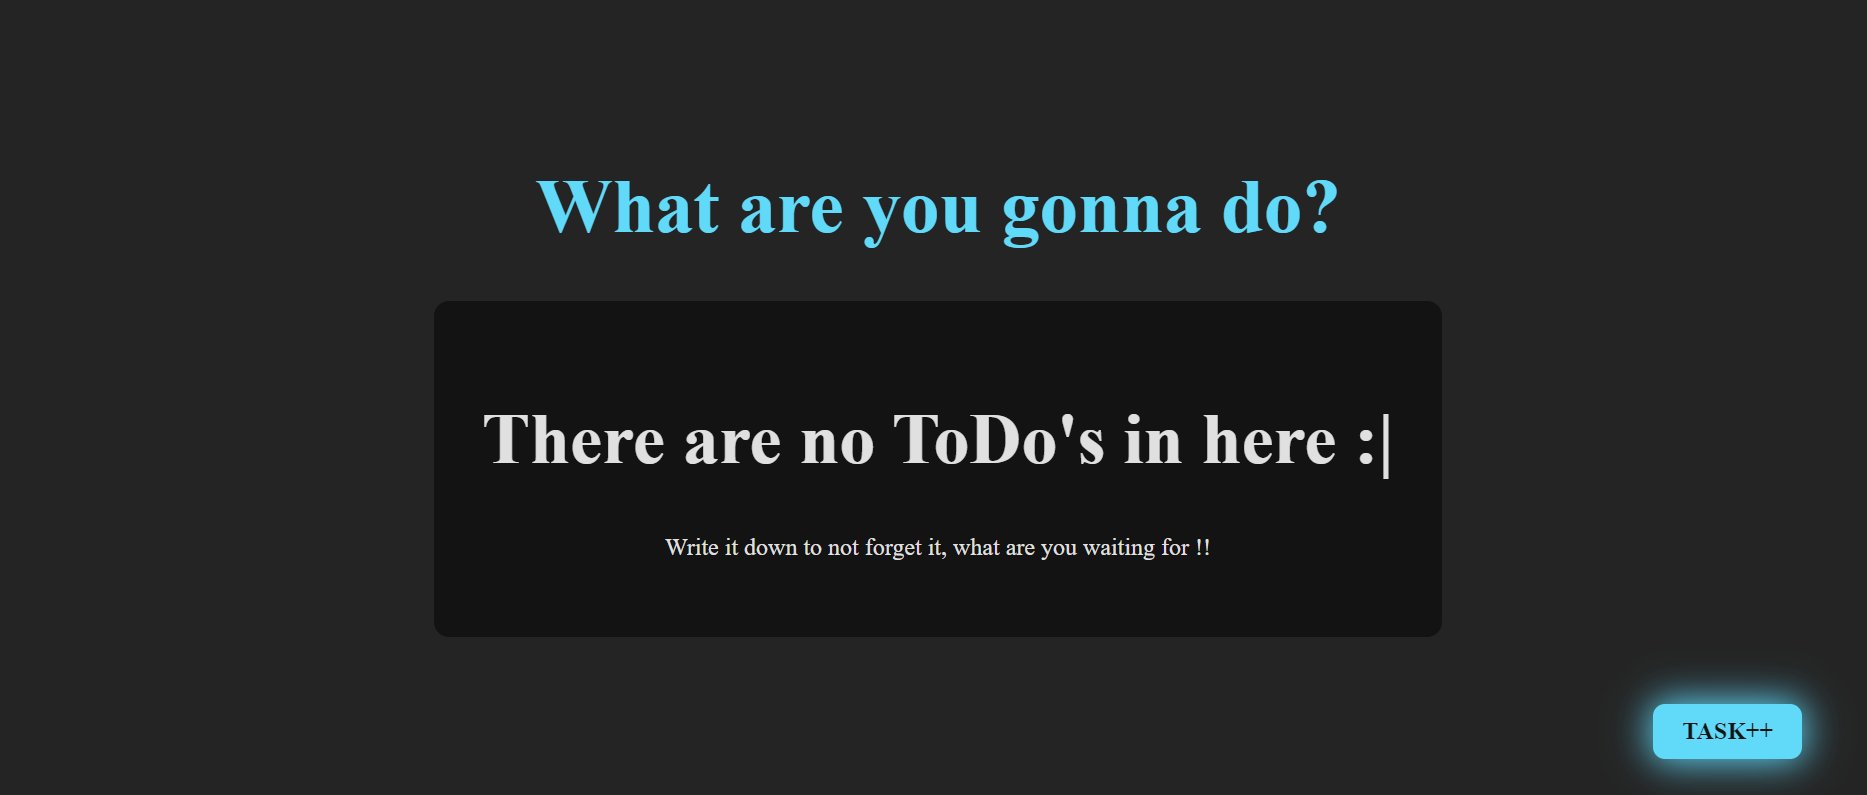 What are you gonna do?
There are no ToDo's in here :|
Write it down to not forget it, what are you waiting for !!
TASK++